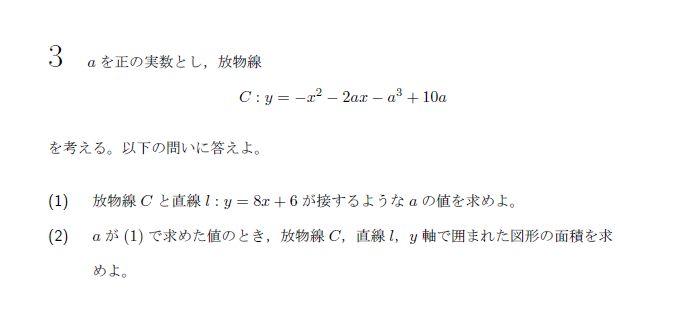 3 a を正の実数とし，放物線
C : y = −x² − 2ax − a³ + 10a
を考える。以下の問いに答えよ。
(1) 放物線 C と直線 l : y = 8x + 6 が接するような a の値を求めよ。
(2) a が (1) で求めた値のとき，放物線 C，直線 l，y 軸で囲まれた図形の面積を求
めよ。